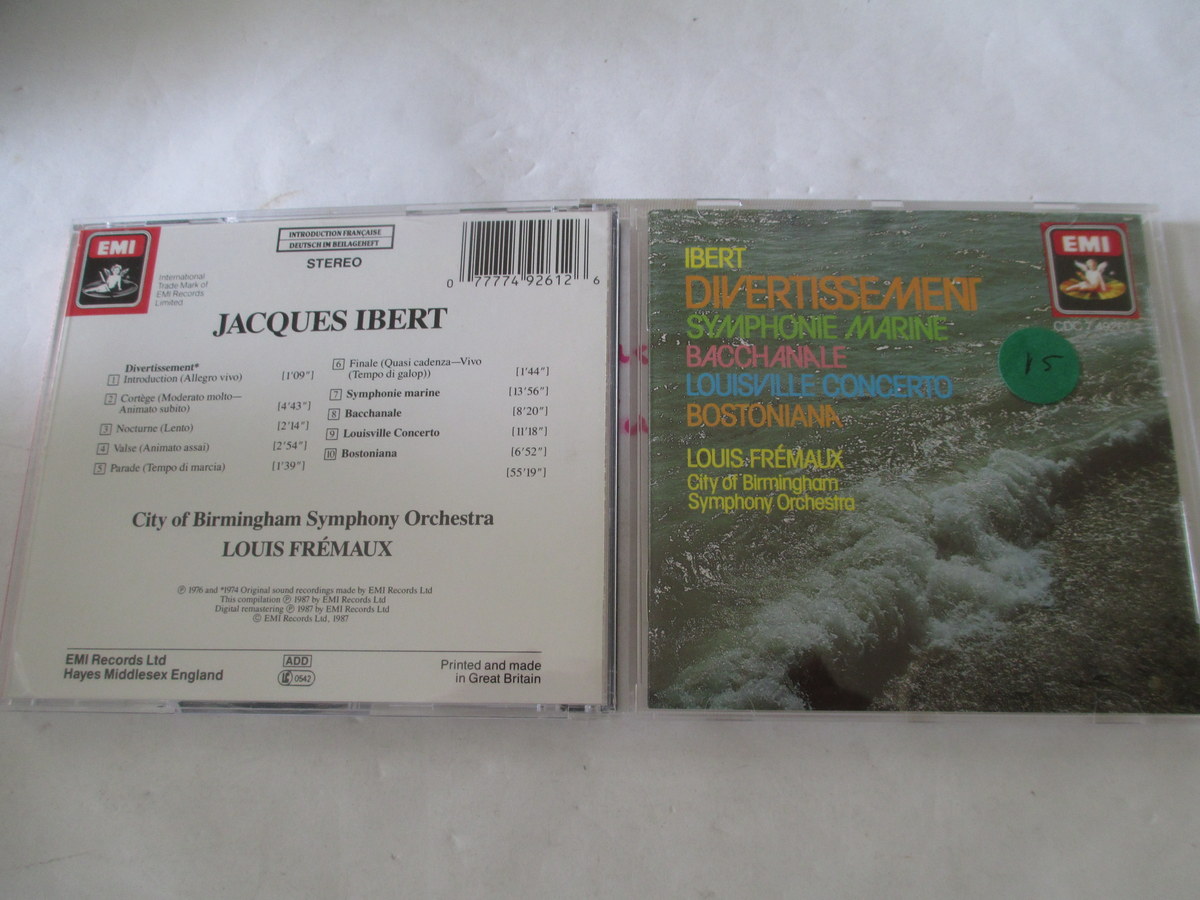 EMI
International
Trade Mark of
EMI Records
Limited
INTRODUCTION FRANÇAISE
DEUTSCH IM BEILAGEHEFT
STEREO
0 77774 92612 6
JACQUES IBERT
Divertissement*
1 Introduction (Allegro vivo) [1'09"]
2 Cortège (Moderato molto—
Animato subito) [4'43"]
3 Nocturne (Lento) [2'14"]
4 Valse (Animato assai) [2'54"]
5 Parade (Tempo di marcia) [1'39"]
6 Finale (Quasi cadenza—Vivo
(Tempo di galop)) [1'44"]
7 Symphonie marine [13'56"]
8 Bacchanale [8'20"]
9 Louisville Concerto [11'18"]
10 Bostoniana [6'52"]
[55'19"]
City of Birmingham Symphony Orchestra
LOUIS FRÉMAUX
℗ 1976 and *1974 Original sound recordings made by EMI Records Ltd
This compilation ℗ 1987 by EMI Records Ltd
Digital remastering ℗ 1987 by EMI Records Ltd
© EMI Records Ltd, 1987
EMI Records Ltd
Hayes Middlesex England
ADD
LC 0542
Printed and made
in Great Britain
IBERT
DIVERTISSEMENT
SYMPHONIE MARINE
BACCHANALE
LOUISVILLE CONCERTO
BOSTONIANA
LOUIS FRÉMAUX
City of Birmingham
Symphony Orchestra
EMI
CDC 7
15